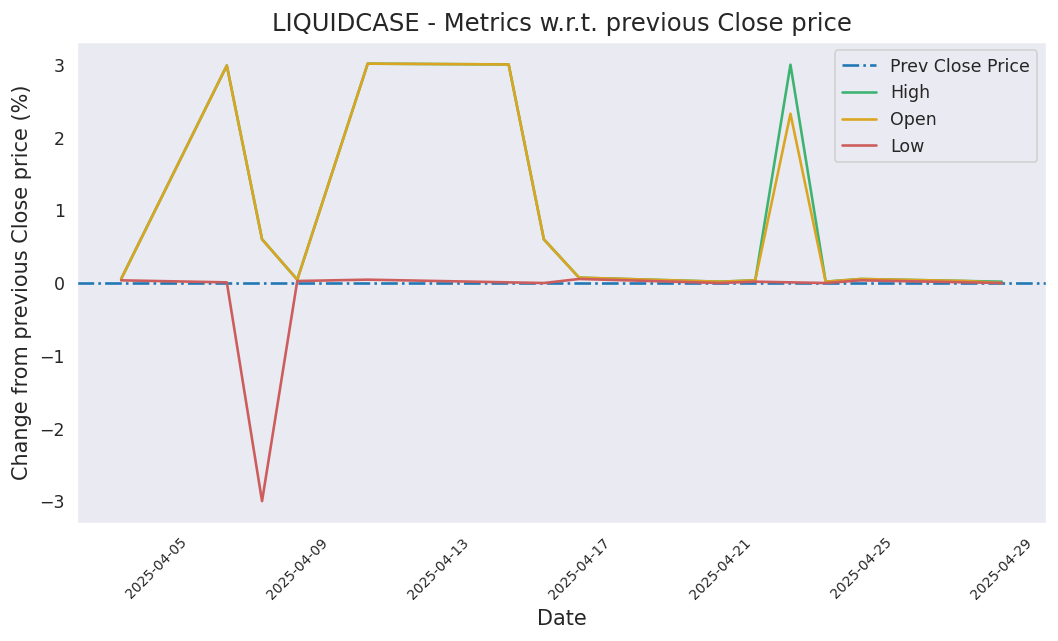 LIQUIDCASE - Metrics w.r.t. previous Close price
Prev Close Price
High
Open
Low
Change from previous Close price (%)
3
2
1
0
−1
−2
−3
2025-04-05
2025-04-09
2025-04-13
2025-04-17
2025-04-21
2025-04-25
2025-04-29
Date